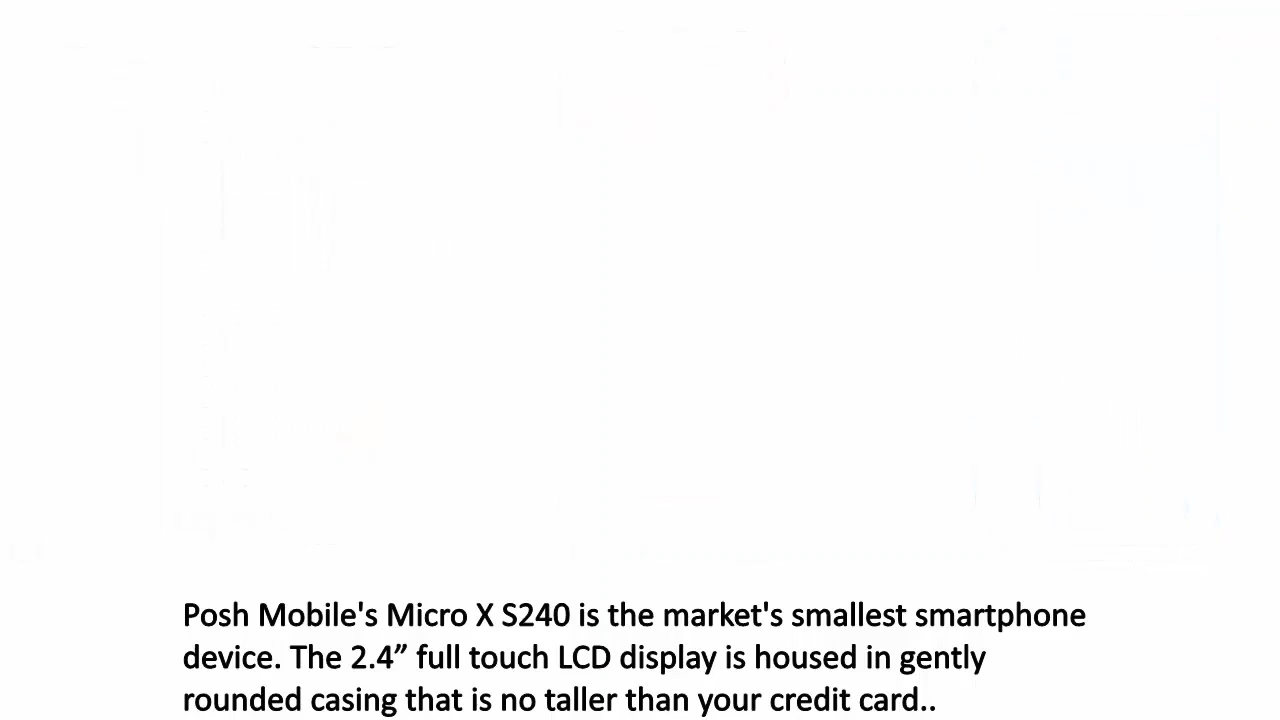 Posh Mobile's Micro X S240 is the market's smallest smartphone
device. The 2.4” full touch LCD display is housed in gently
rounded casing that is no taller than your credit card..